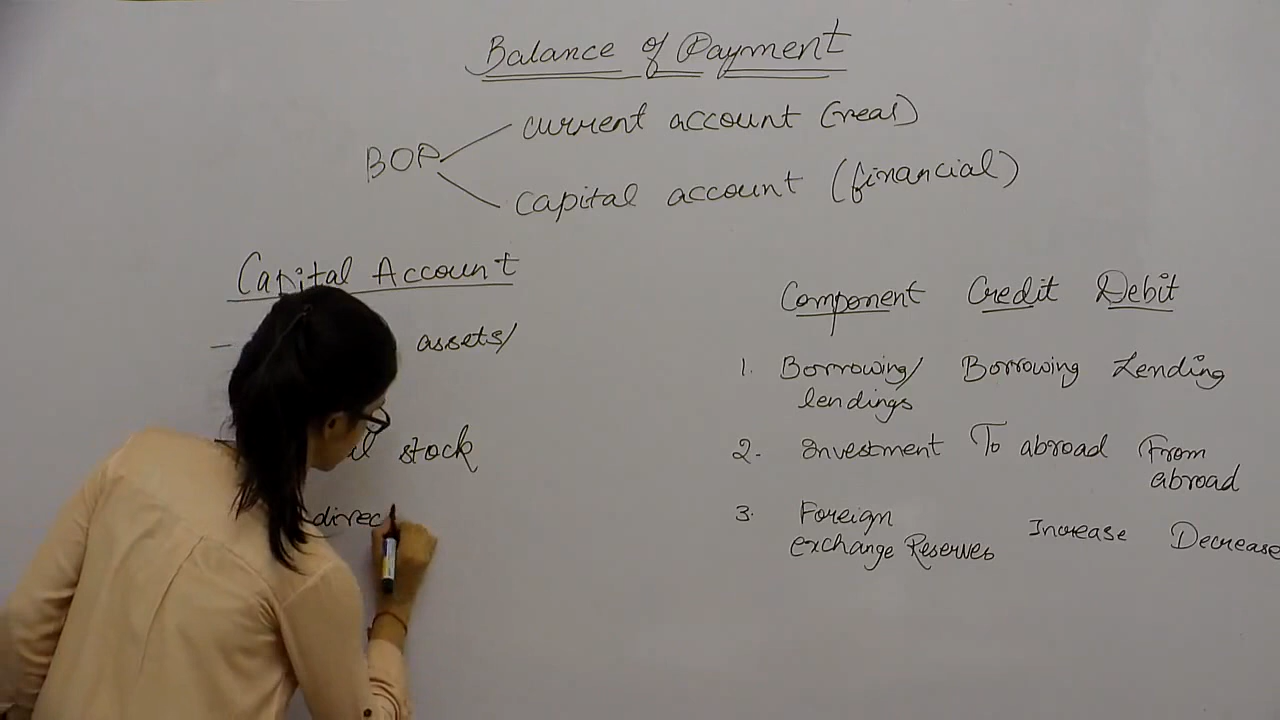 Balance of Payment
BOP
current account (real)
capital account (financial)
Capital Account
- assets/
stock
direc
Component Credit Debit
1. Borrowing/ Borrowing Lending
lendings
2. Investment To abroad From
abroad
3. Foreign
exchange Reserves Increase Decrease